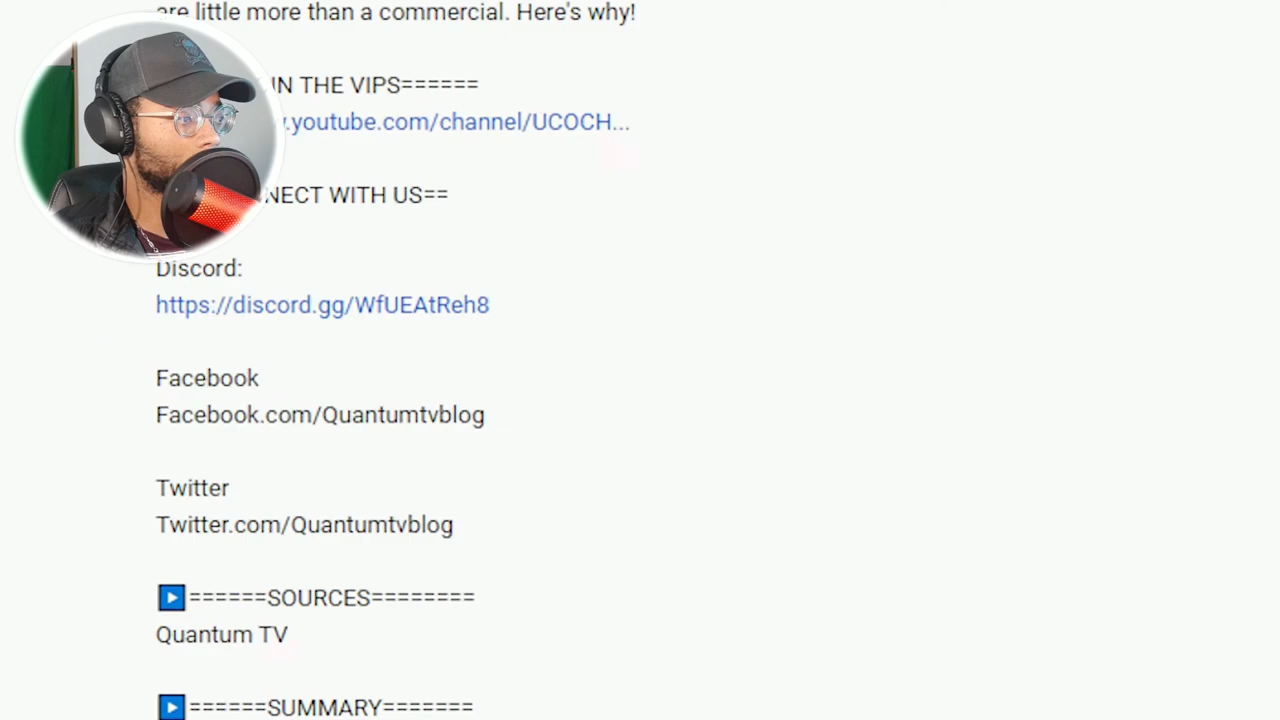 are little more than a commercial. Here's why!
IN THE VIPS======
.youtube.com/channel/UCOCH...
NECT WITH US==
Discord:
https://discord.gg/WfUEAtReh8
Facebook
Facebook.com/Quantumtvblog
Twitter
Twitter.com/Quantumtvblog
======SOURCES========
Quantum TV
======SUMMARY=======